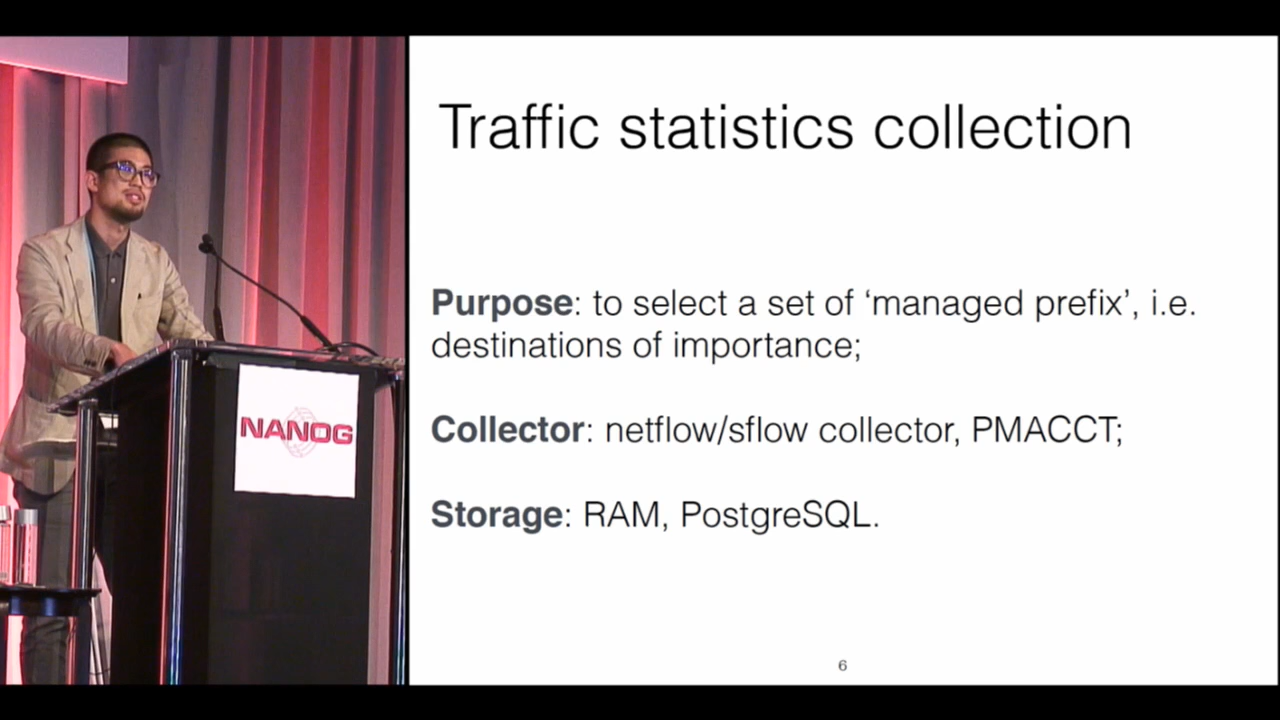 Traffic statistics collection
Purpose: to select a set of ‘managed prefix’, i.e.
destinations of importance;
Collector: netflow/sflow collector, PMACCT;
Storage: RAM, PostgreSQL.
6
NANOG